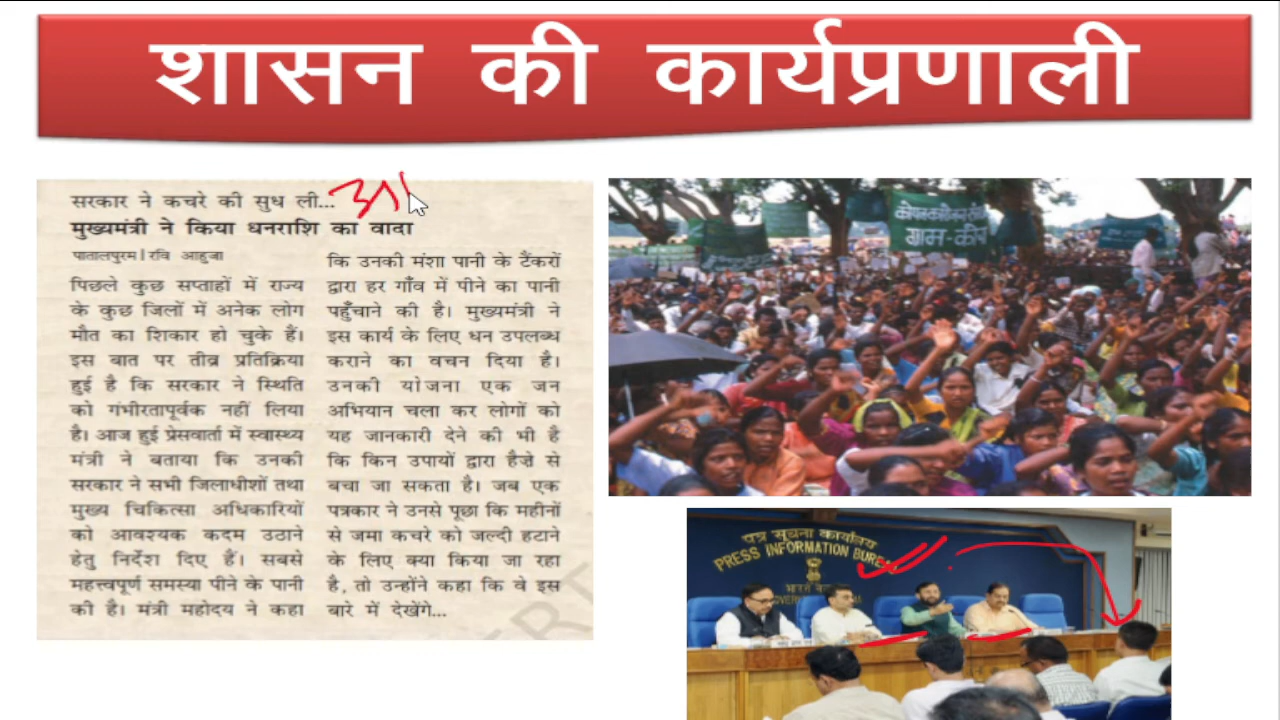 शासन की कार्यप्रणाली
सरकार ने कचरे की सुध ली...
मुख्यमंत्री ने किया धनराशि का वादा
पातालपुरम। रवि आहुजा
पिछले कुछ सप्ताहों में राज्य
के कुछ जिलों में अनेक लोग
मौत का शिकार हो चुके हैं।
इस बात पर तीव्र प्रतिक्रिया
हुई है कि सरकार ने स्थिति
को गंभीरतापूर्वक नहीं लिया
है। आज हुई प्रेसवार्ता में स्वास्थ्य
मंत्री ने बताया कि उनकी
सरकार ने सभी जिलाधीशों तथा
मुख्य चिकित्सा अधिकारियों
को आवश्यक कदम उठाने
हेतु निर्देश दिए हैं। सबसे
महत्त्वपूर्ण समस्या पीने के पानी
की है। मंत्री महोदय ने कहा
कि उनकी मंशा पानी के टैंकरों
द्वारा हर गाँव में पीने का पानी
पहुँचाने की है। मुख्यमंत्री ने
इस कार्य के लिए धन उपलब्ध
कराने का वचन दिया है।
उनकी योजना एक जन
अभियान चला कर लोगों को
यह जानकारी देने की भी है
कि किन उपायों द्वारा हैज़े से
बचा जा सकता है। जब एक
पत्रकार ने उनसे पूछा कि महीनों
से जमा कचरे को जल्दी हटाने
के लिए क्या किया जा रहा
है, तो उन्होंने कहा कि वे इस
बारे में देखेंगे...
पत्र सूचना कार्यालय
PRESS INFORMATION BUREAU